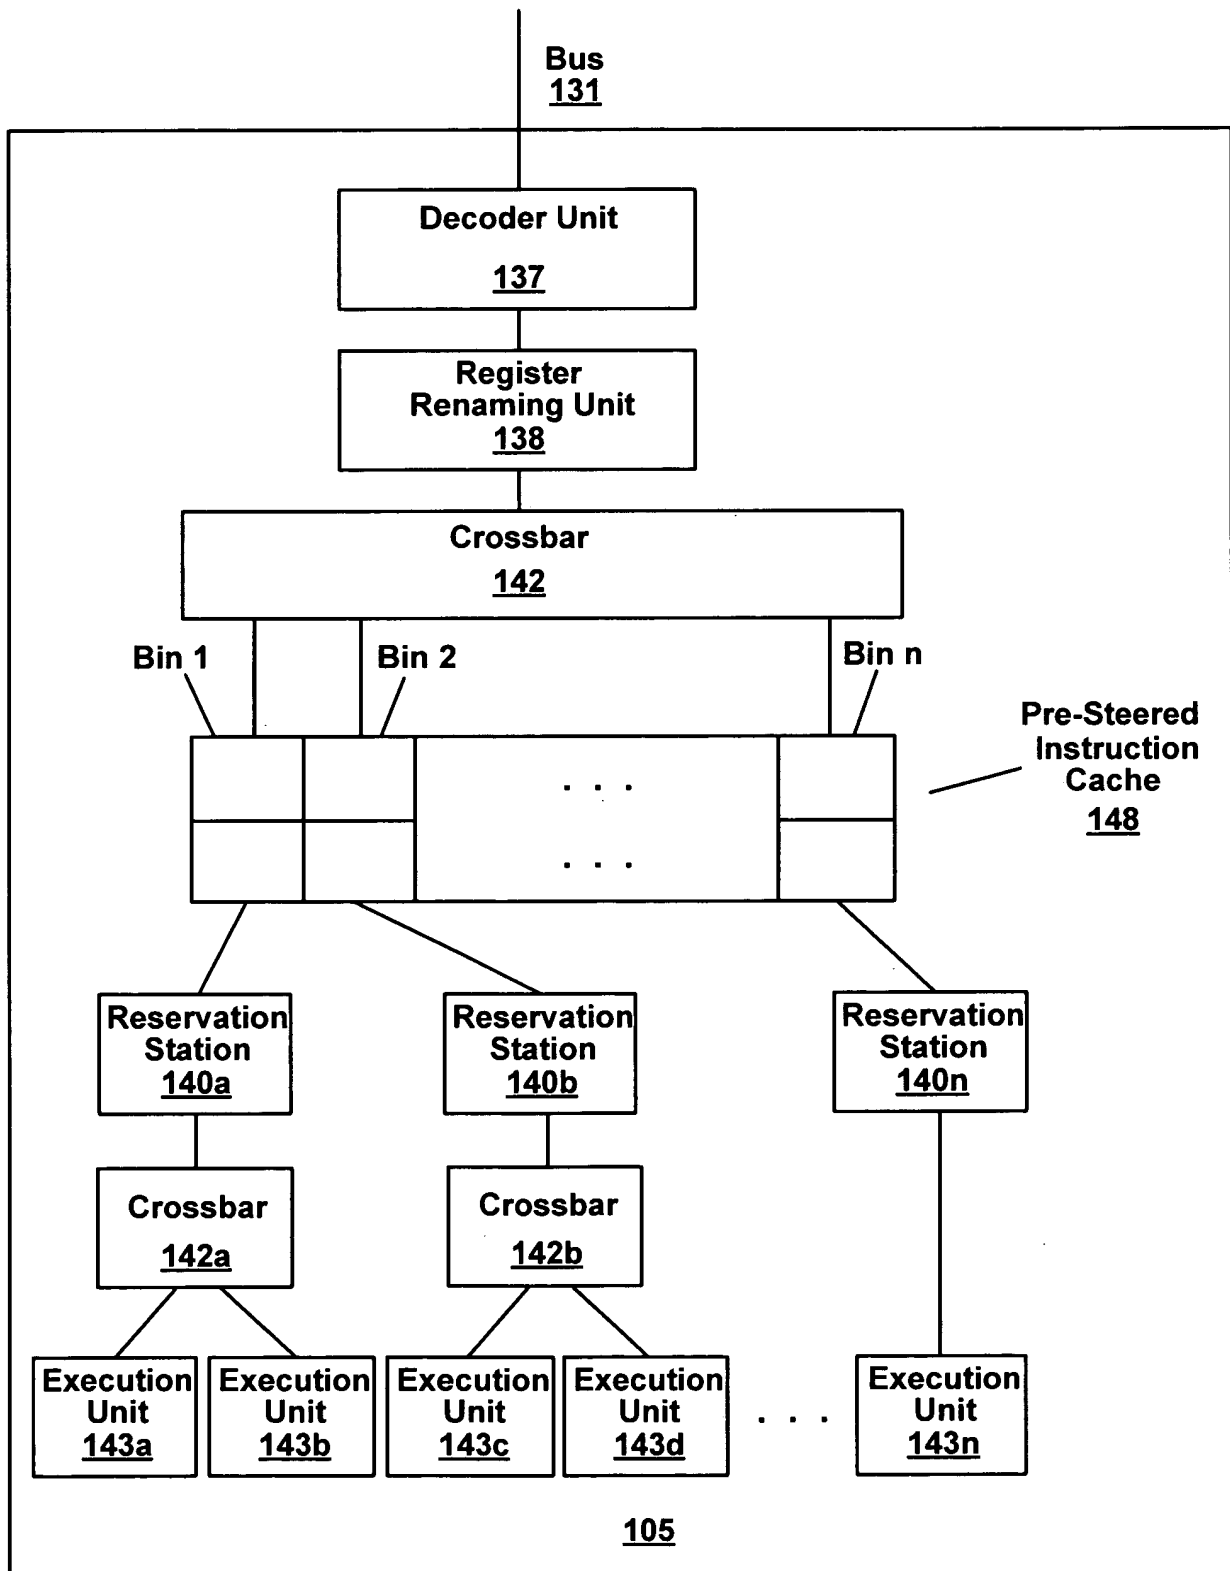 Bus
131
Decoder Unit
137
Register
Renaming Unit
138
Crossbar
142
Bin 1
Bin 2
Bin n
Pre-Steered
Instruction
Cache
148
. . .
. . .
Reservation
Station
140a
Reservation
Station
140b
Reservation
Station
140n
Crossbar
142a
Crossbar
142b
Execution
Unit
143a
Execution
Unit
143b
Execution
Unit
143c
Execution
Unit
143d
. . .
Execution
Unit
143n
105